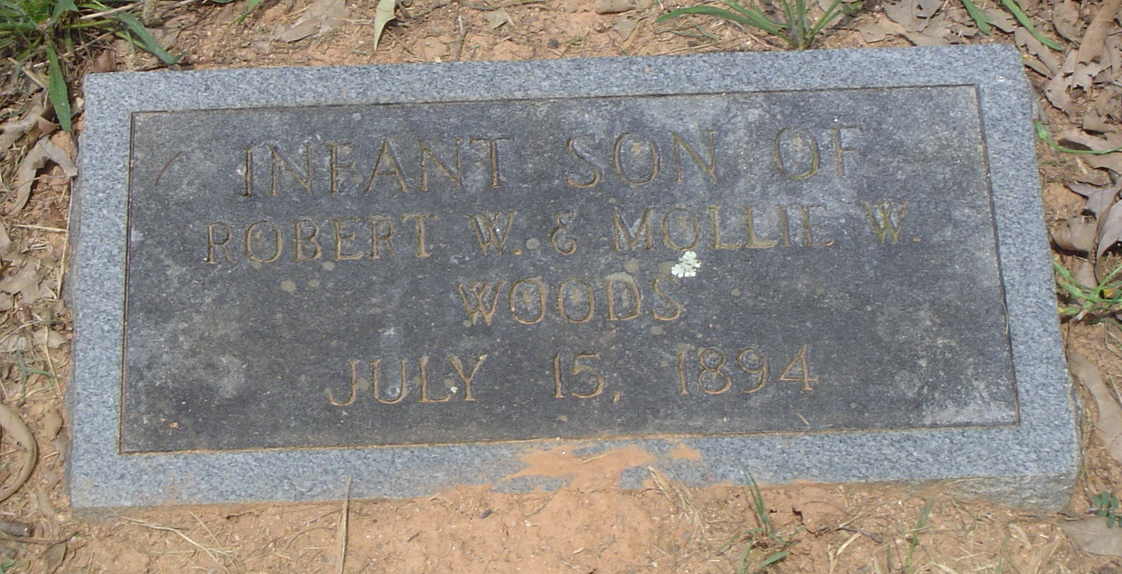 INFANT SON OF
ROBERT W. & MOLLIE W.
WOODS
JULY 15, 1894